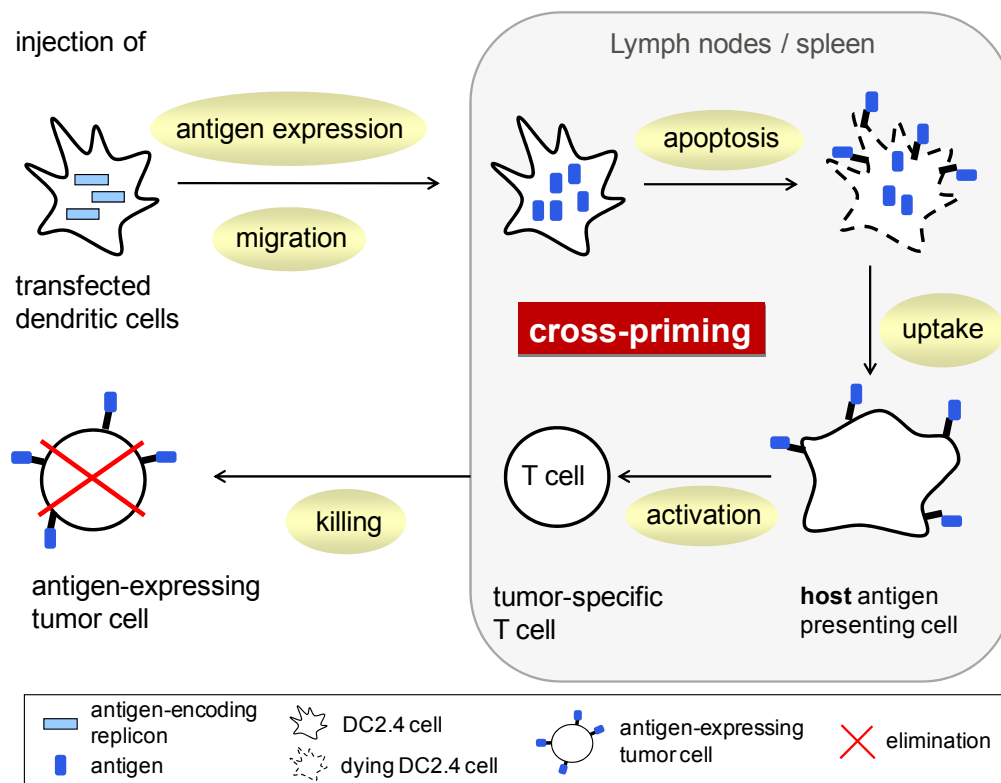 injection of
Lymph nodes / spleen
antigen expression
apoptosis
migration
transfected
dendritic cells
cross-priming
uptake
T cell
killing
activation
antigen-expressing
tumor cell
tumor-specific
T cell
host antigen
presenting cell
antigen-encoding
replicon
antigen
DC2.4 cell
dying DC2.4 cell
antigen-expressing
tumor cell
elimination